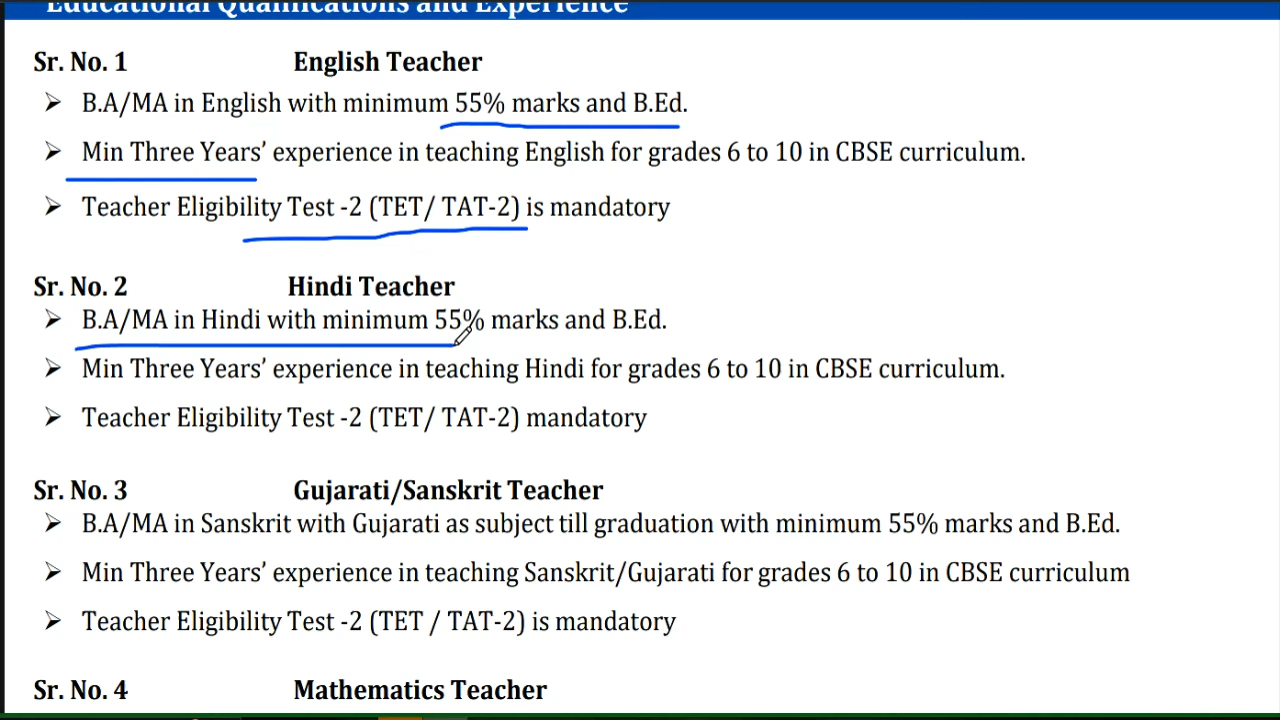 Educational Qualifications and Experience
Sr. No. 1 English Teacher
➢ B.A/MA in English with minimum 55% marks and B.Ed.
➢ Min Three Years’ experience in teaching English for grades 6 to 10 in CBSE curriculum.
➢ Teacher Eligibility Test -2 (TET/ TAT-2) is mandatory
Sr. No. 2 Hindi Teacher
➢ B.A/MA in Hindi with minimum 55% marks and B.Ed.
➢ Min Three Years’ experience in teaching Hindi for grades 6 to 10 in CBSE curriculum.
➢ Teacher Eligibility Test -2 (TET/ TAT-2) mandatory
Sr. No. 3 Gujarati/Sanskrit Teacher
➢ B.A/MA in Sanskrit with Gujarati as subject till graduation with minimum 55% marks and B.Ed.
➢ Min Three Years’ experience in teaching Sanskrit/Gujarati for grades 6 to 10 in CBSE curriculum
➢ Teacher Eligibility Test -2 (TET / TAT-2) is mandatory
Sr. No. 4 Mathematics Teacher